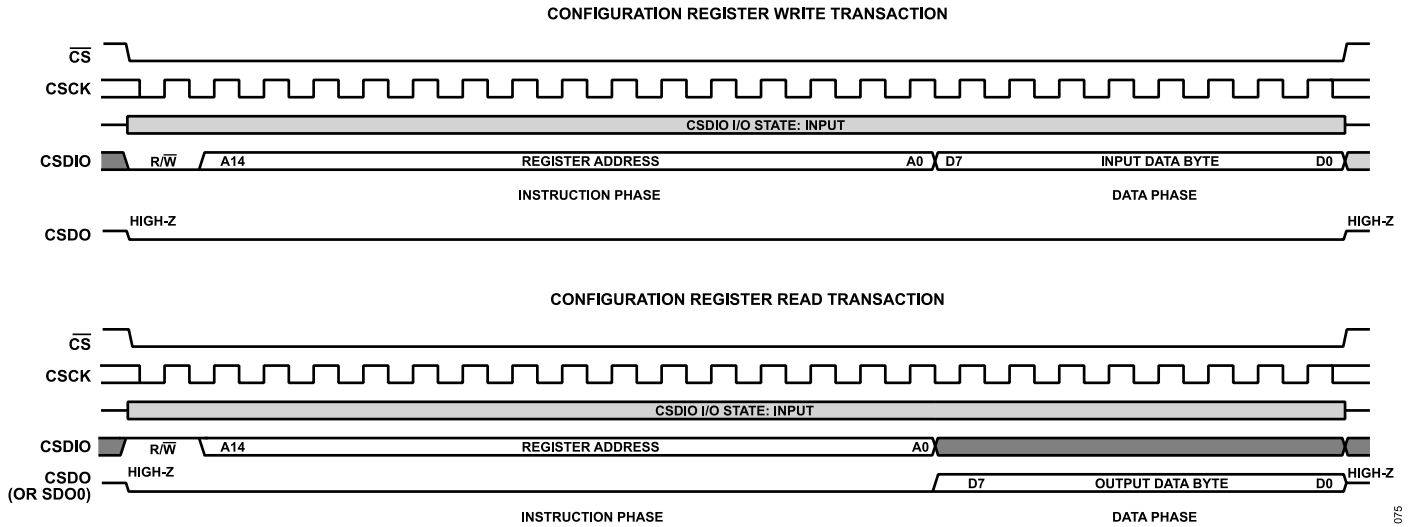 CONFIGURATION REGISTER WRITE TRANSACTION
CS
CSCK
CSDIO I/O STATE: INPUT
CSDIO R/W A14 REGISTER ADDRESS A0 D7 INPUT DATA BYTE D0
INSTRUCTION PHASE DATA PHASE
HIGH-Z HIGH-Z
CSDO
CONFIGURATION REGISTER READ TRANSACTION
CS
CSCK
CSDIO I/O STATE: INPUT
CSDIO R/W A14 REGISTER ADDRESS A0
HIGH-Z HIGH-Z
CSDO D7 OUTPUT DATA BYTE D0
(OR SDO0)
INSTRUCTION PHASE DATA PHASE
075